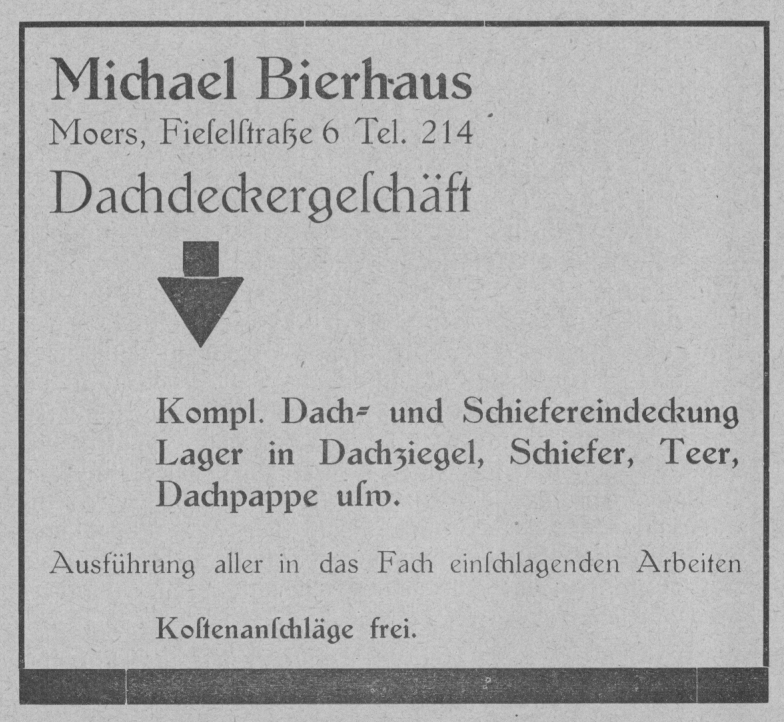 Michael Bierhaus
Moers, Fieſelſtraße 6 Tel. 214
Dachdeckergeſchäft
Kompl. Dach- und Schiefereindeckung
Lager in Dachziegel, Schiefer, Teer,
Dachpappe uſw.
Ausführung aller in das Fach einſchlagenden Arbeiten
Koſtenanſchläge frei.